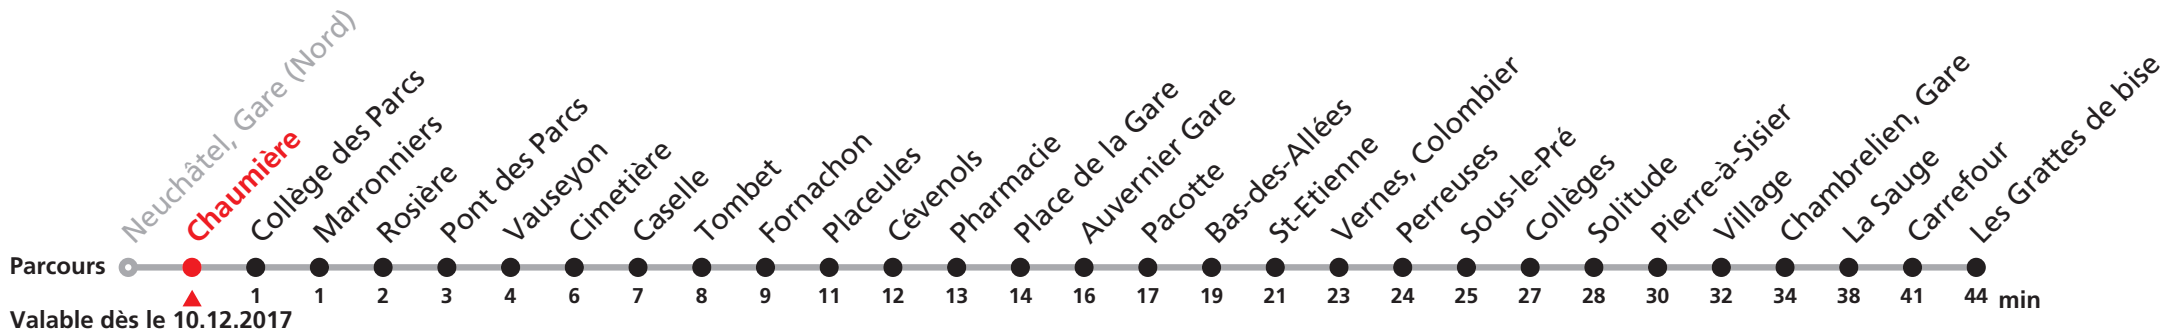 Neuchâtel, Gare (Nord)
Chaumière
Collège des Parcs
Marronniers
Rosière
Pont des Parcs
Vauseyon
Cimetière
Caselle
Tombet
Fornachon
Placeules
Cévenols
Pharmacie
Place de la Gare
Auvernier Gare
Pacotte
Bas-des-Allées
St-Etienne
Vernes, Colombier
Perreuses
Sous-le-Pré
Collèges
Solitude
Pierre-à-Sisier
Village
Chambrelien, Gare
La Sauge
Carrefour
Les Grattes de bise
Parcours
1 1 2 3 4 6 7 8 9 11 12 13 14 16 17 19 21 23 24 25 27 28 30 32 34 38 41 44 min
Valable dès le 10.12.2017